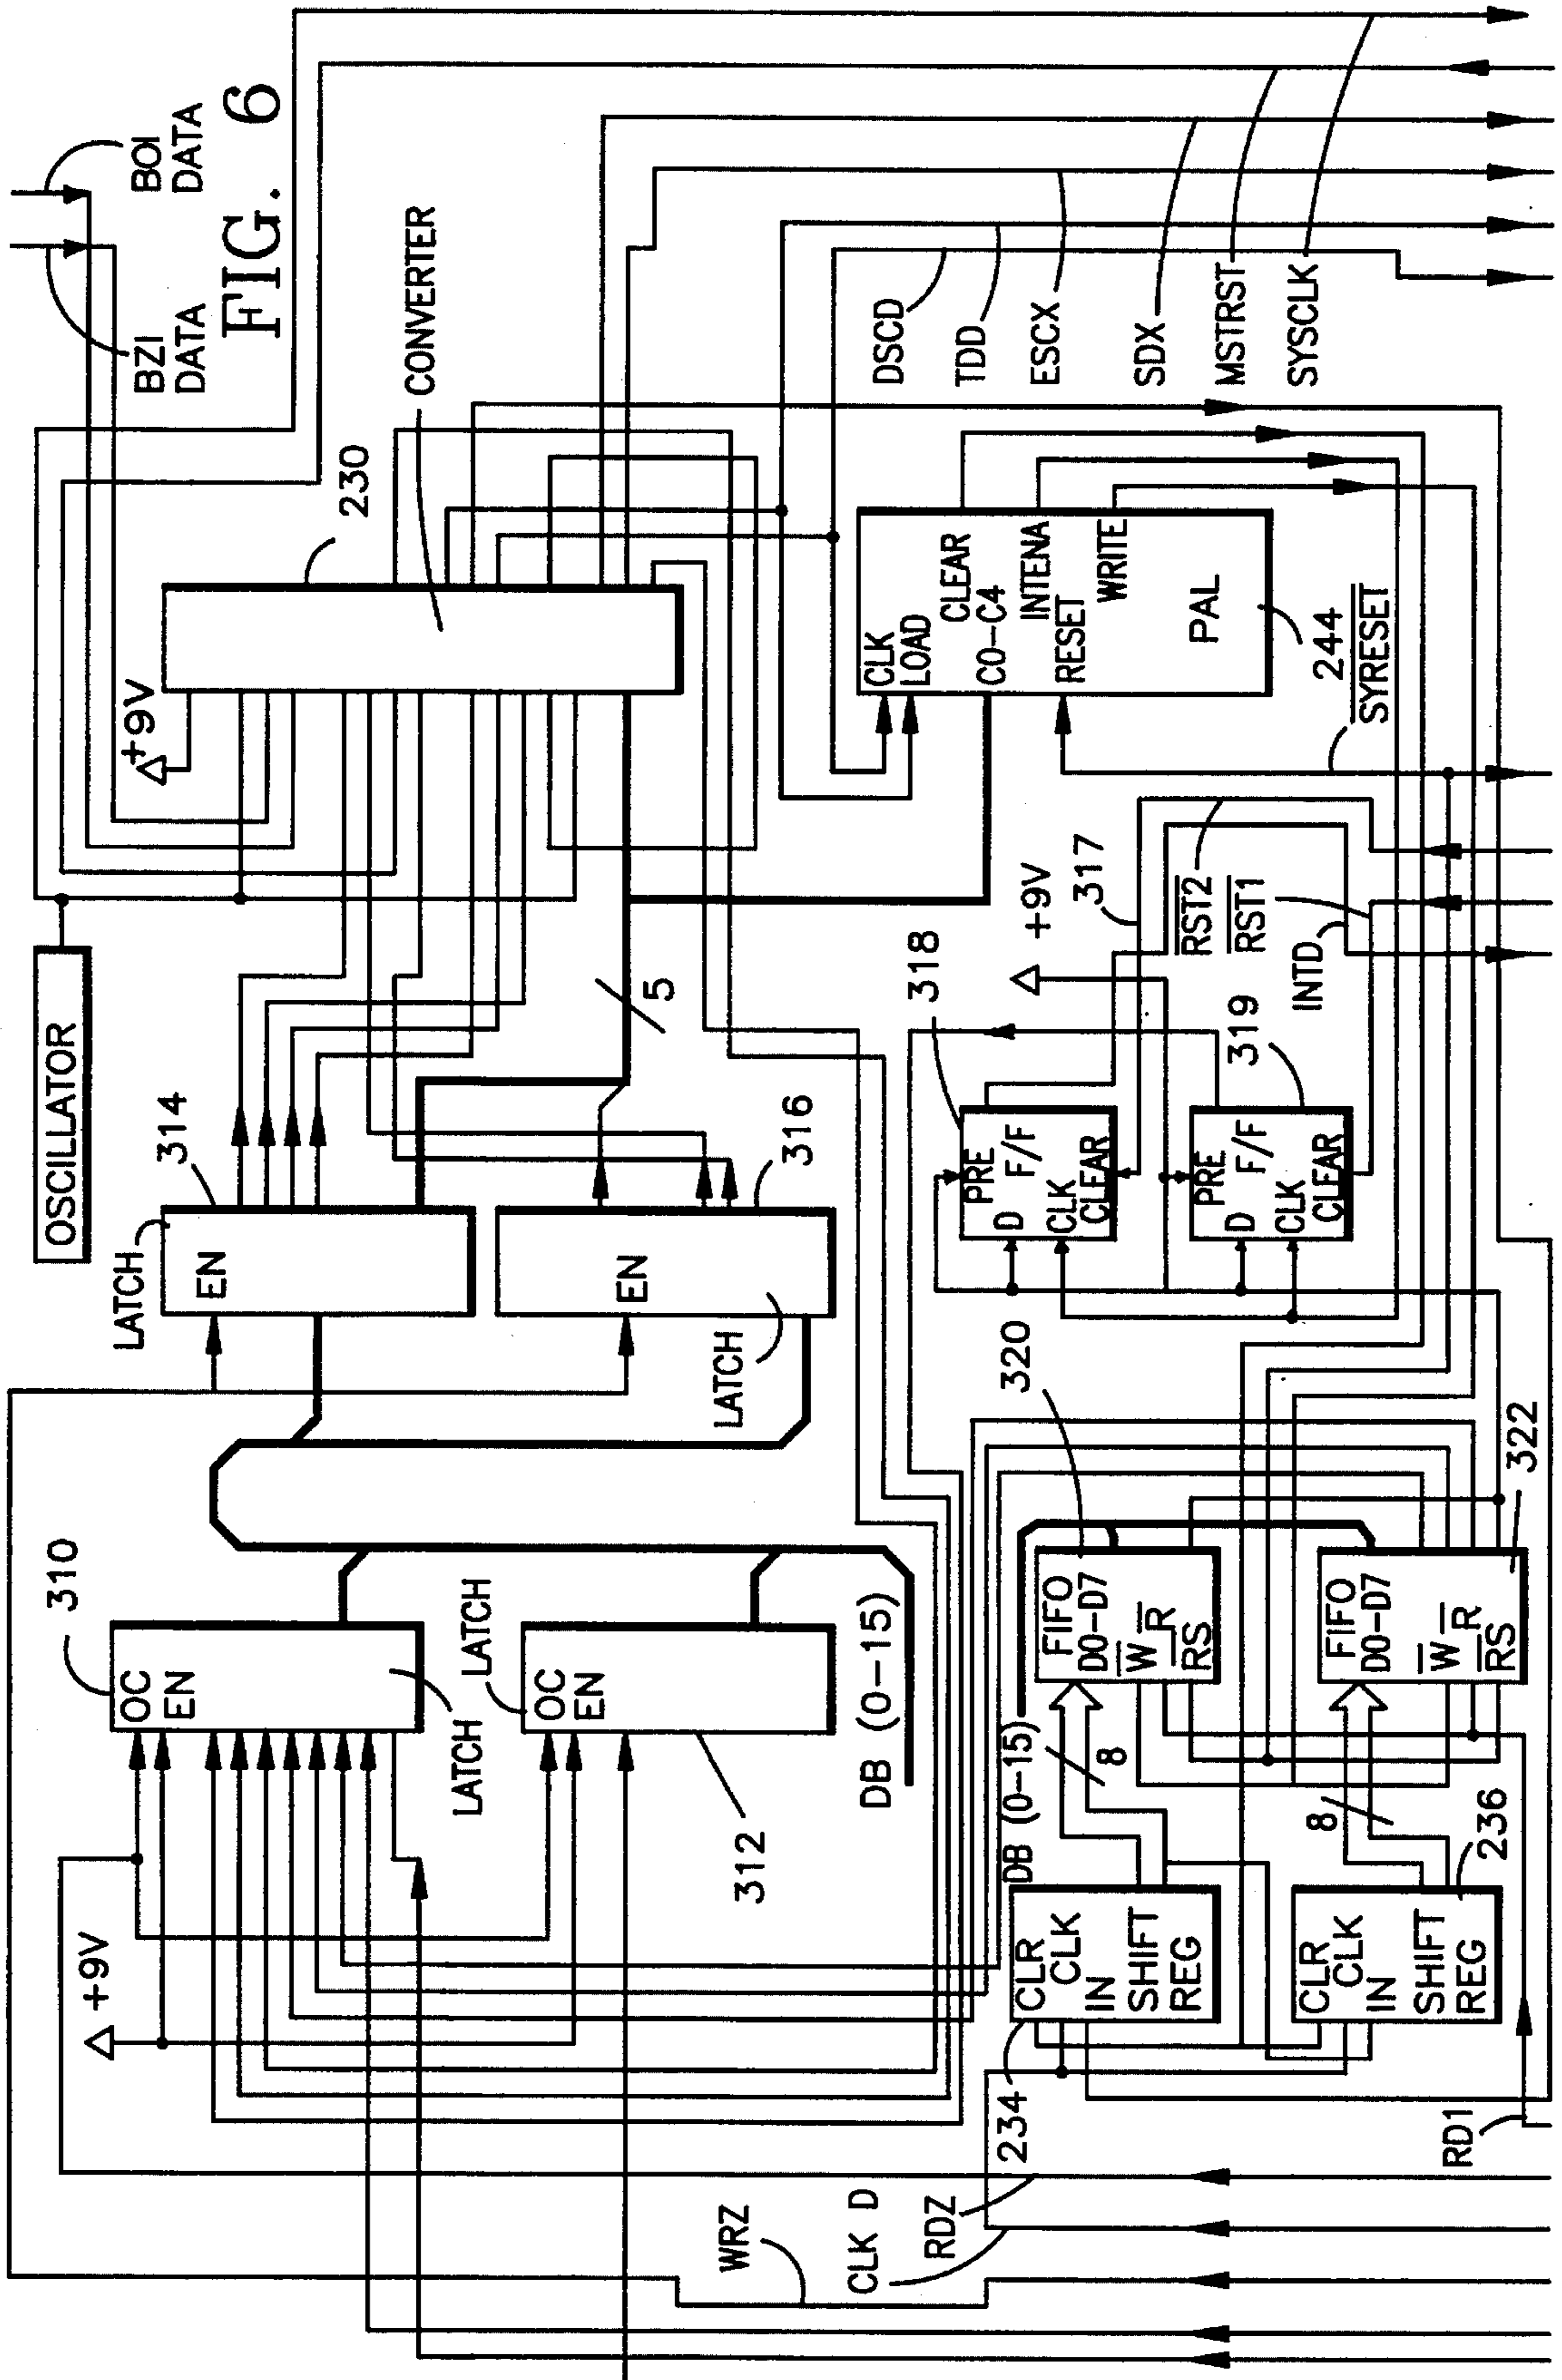 FIG. 6
BOI
DATA
BZI
DATA
CONVERTER
230
+9V
OSCILLATOR
314
LATCH
EN
316
EN
LATCH
5
310
OC
EN
LATCH
LATCH
OC
EN
312
+9V
DB (0-15)
DSCD
TDD
ESCX
SDX
MSTRST
SYSCLK
CLK
LOAD
CLEAR
C0-C4
INTENA
RESET
WRITE
PAL
244
SYRESET
317
RST2
RST1
INTD
+9V
318
PRE
D
F/F
CLK
CLEAR
319
PRE
D
F/F
CLK
CLEAR
320
FIFO
D0-D7
W
R
RS
322
FIFO
D0-D7
W
R
RS
DB (0-15)
8
8
234
CLR
CLK
IN
SHIFT
REG
236
CLR
CLK
IN
SHIFT
REG
RD1
RDZ
CLK D
WRZ